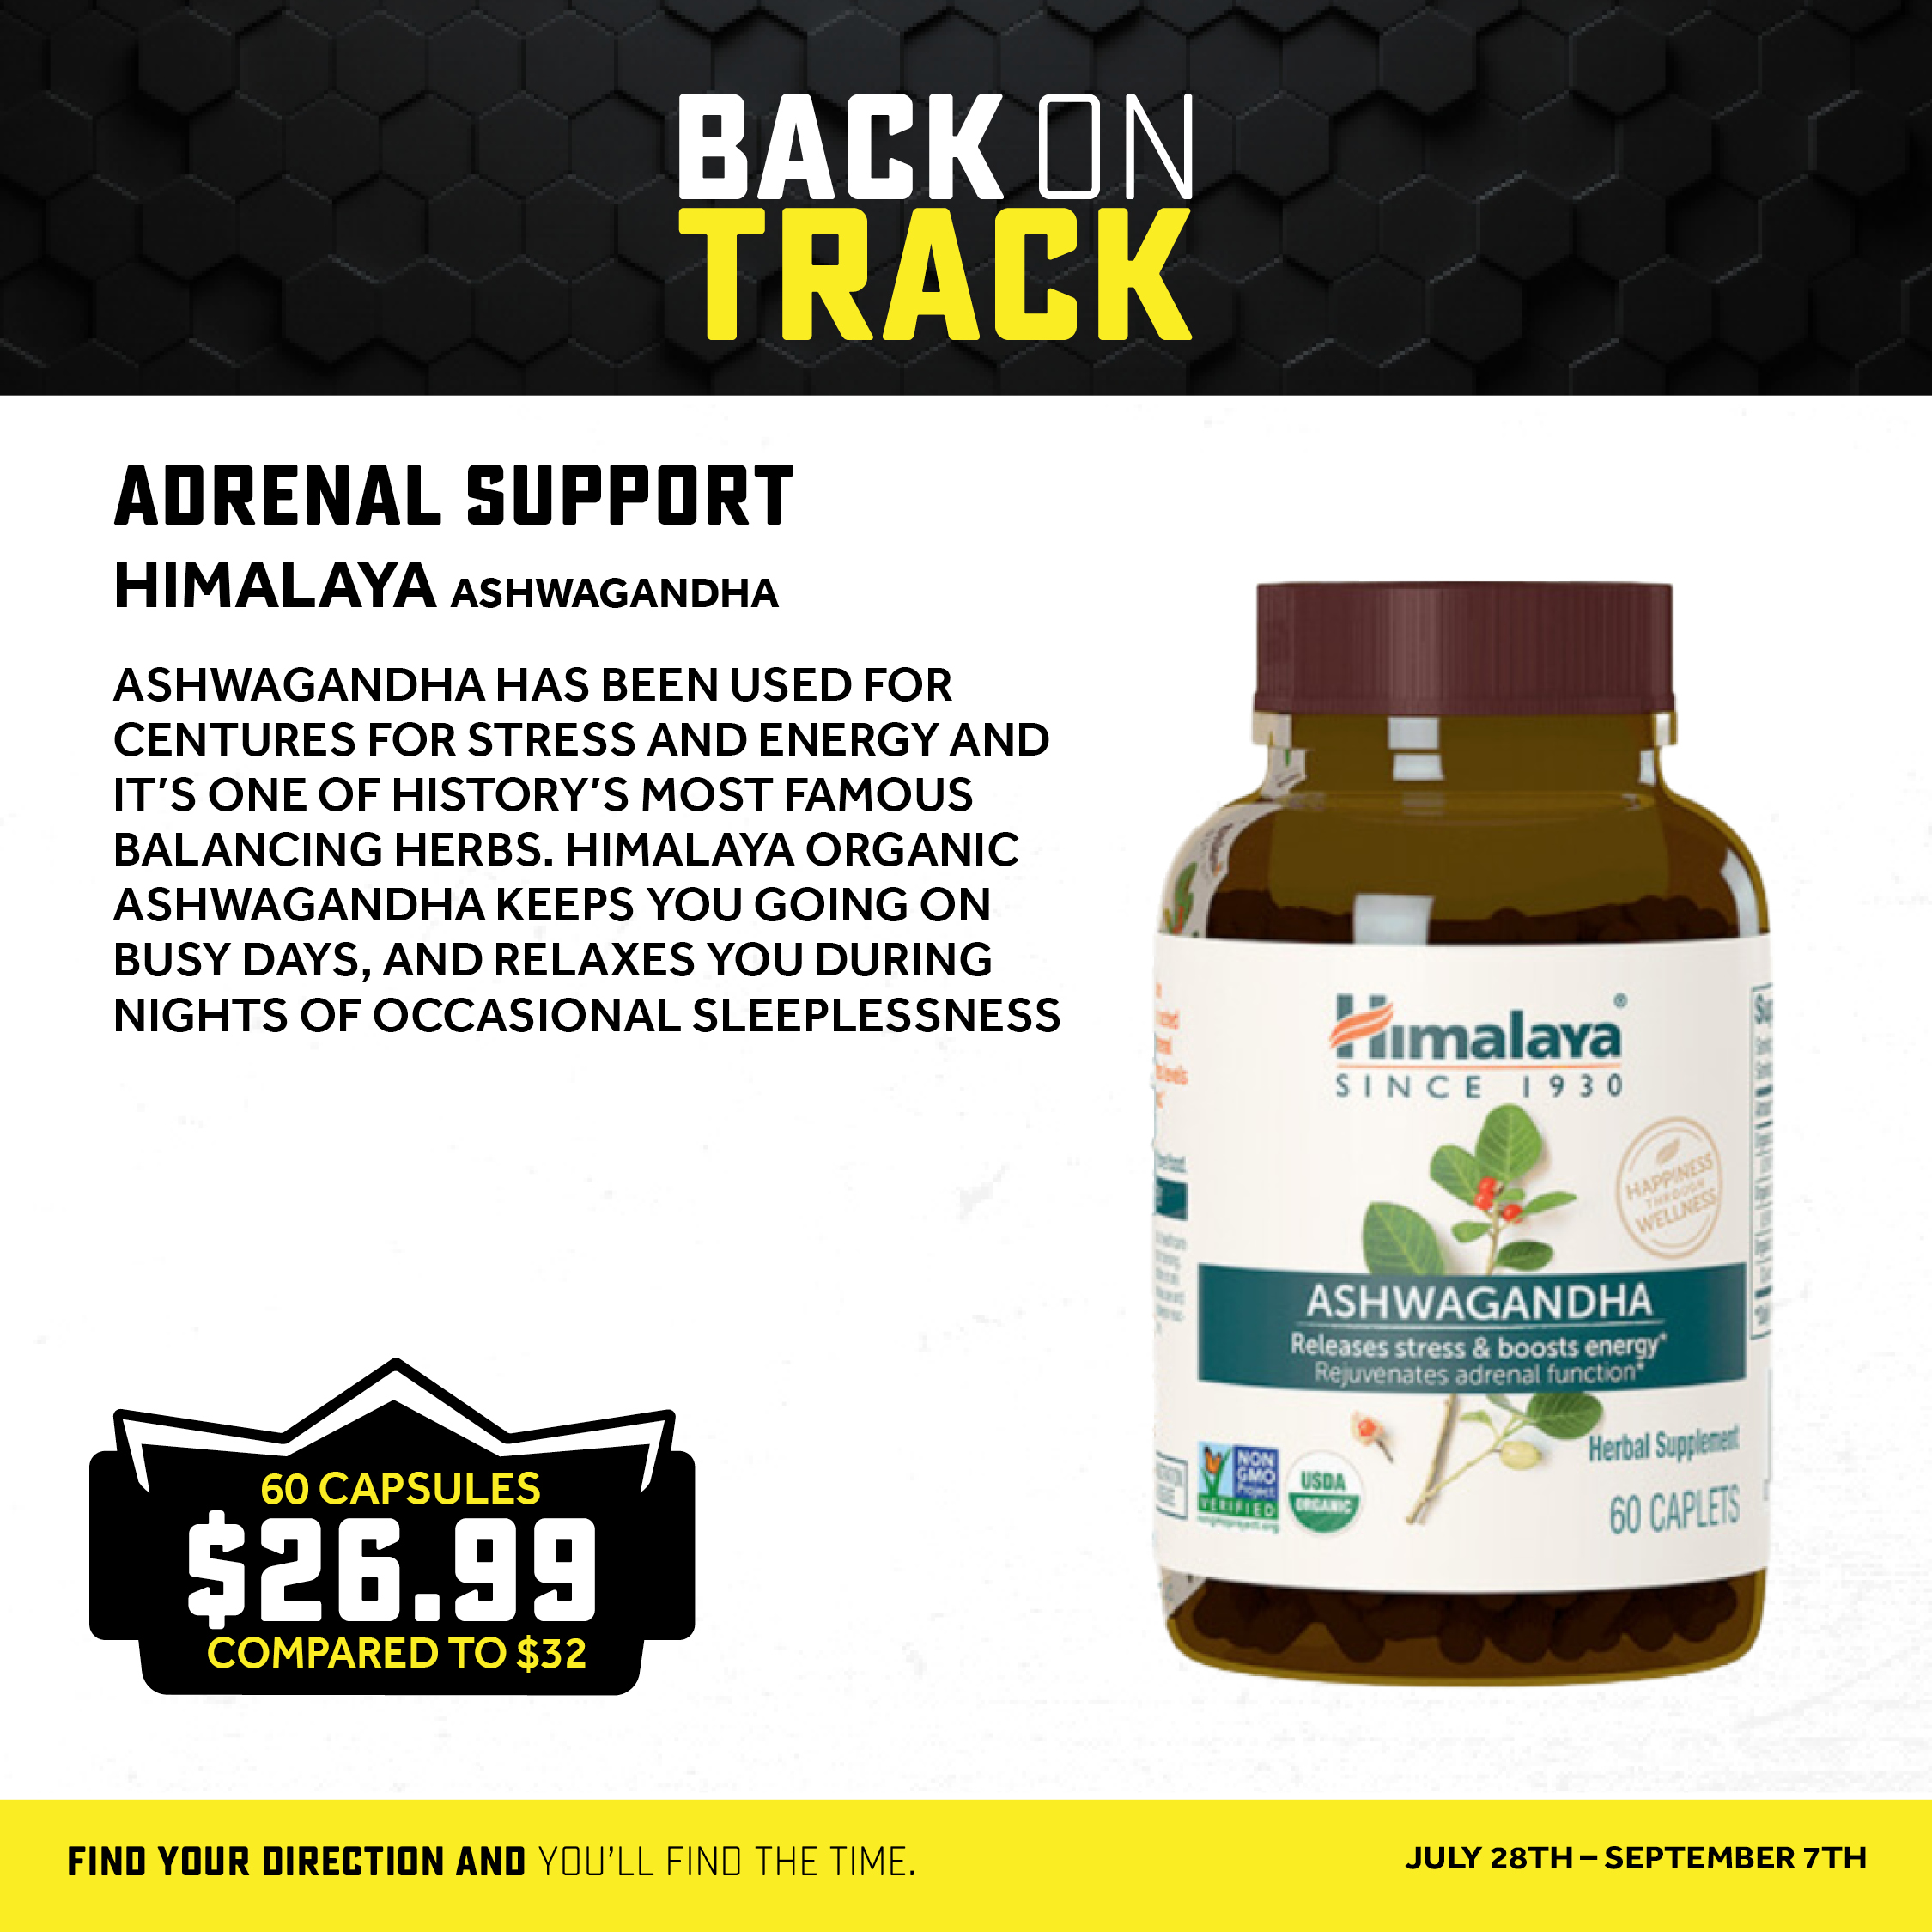 BACK ON
TRACK
ADRENAL SUPPORT
HIMALAYA ASHWAGANDHA
ASHWAGANDHA HAS BEEN USED FOR
CENTURES FOR STRESS AND ENERGY AND
IT'S ONE OF HISTORY'S MOST FAMOUS
BALANCING HERBS. HIMALAYA ORGANIC
ASHWAGANDHA KEEPS YOU GOING ON
BUSY DAYS, AND RELAXES YOU DURING
NIGHTS OF OCCASIONAL SLEEPLESSNESS
Himalaya®
SINCE 1930
HAPPINESS
THROUGH
WELLNESS
ASHWAGANDHA
Releases stress & boosts energy*
Rejuvenates adrenal function*
Herbal Supplement
60 CAPLETS
NON
GMO
Project
VERIFIED
nongmoproject.org
USDA
ORGANIC
60 CAPSULES
$26.99
COMPARED TO $32
FIND YOUR DIRECTION AND YOU'LL FIND THE TIME.
JULY 28TH – SEPTEMBER 7TH